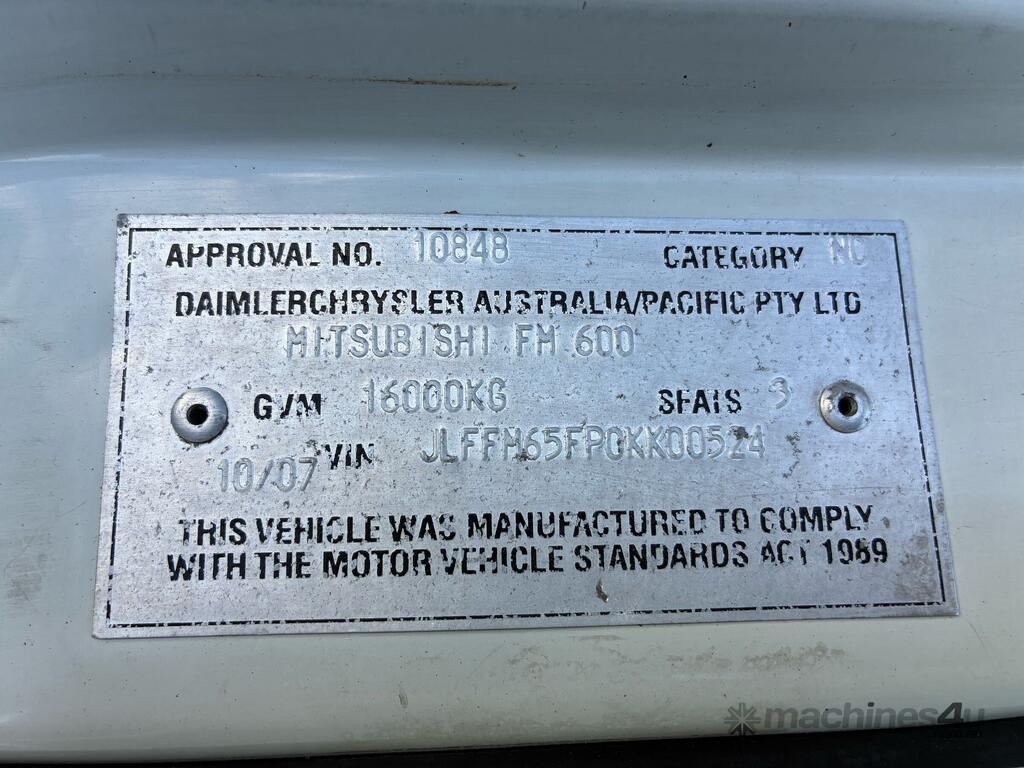 APPROVAL NO. 10848 CATEGORY NC
DAIMLERCHRYSLER AUSTRALIA/PACIFIC PTY LTD
MITSUBISHI FM 600
GVM 16000KG SEATS 3
10/07 VIN JLFFM65FP0KK00524
THIS VEHICLE WAS MANUFACTURED TO COMPLY
WITH THE MOTOR VEHICLE STANDARDS ACT 1989
machines4u